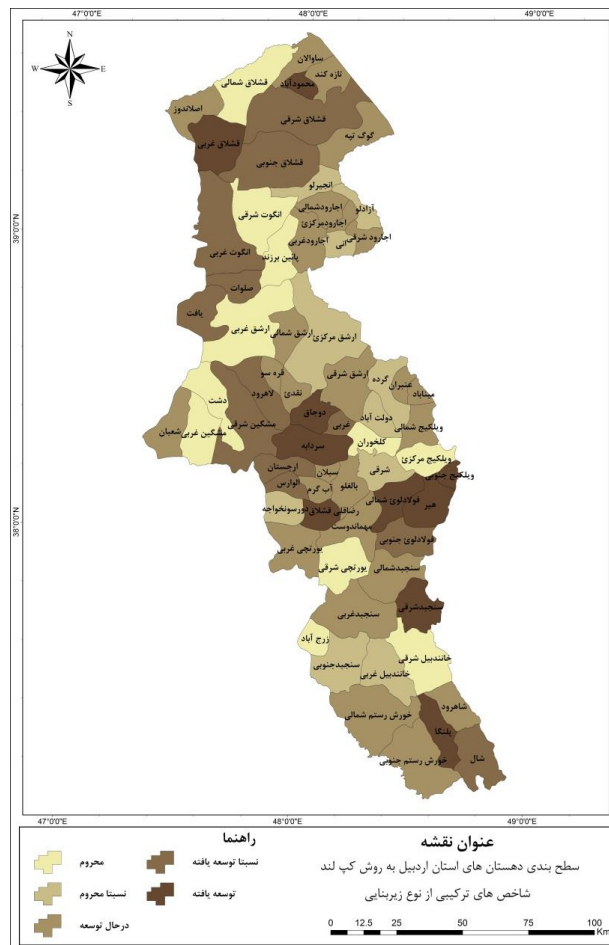 47°0'0"E 48°0'0"E 49°0'0"E
N
W E
S
39°0'0"N
38°0'0"N
ساوالان
تازه کند
قشلاق شمالی
محمودآباد
اصلاندوز
قشلاق شرقی
گوگ تپه
قشلاق غربی
قشلاق جنوبی
انجیرلو
انگوت شرقی
اجارودشمالی
آزادلو
اجارودمرکزئ
اجارود شرقی
آنی
اجارودغربی
پائین برزند
انگوت غربی
صلوات
یافت
ارشق غربی
ارشق شمالی
ارشق مرکزئ
قره سو
ارشق شرقی
گرده
عنبران
میناباد
دشت
لاهرود
نقدئ
دوجاق
دولت آباد
ویلکیج شمالی
شعبان
مشگین غربی
مشگین شرقی
غربی
سردابه
کلخوران
ویلکیج مرکزئ
ارجستان
سبلان
شرقی
ویلکیج جنوبی
الوارس
آب گرم
بالغلو
فولادلوئ شمالی
هیر
دورسونخواجه
قشلاق
رضاقلی
مهماندوست
فولادلوئ جنوبی
یورتچی غربی
یورتچی شرقی
سنجبدشمالی
سنجبدغربی
سنجبدشرقی
زرج آباد
سنجبدجنوبی
خانندبیل غربی
خانندبیل شرقی
خورش رستم شمالی
شاهرود
پلنگا
خورش رستم جنوبی
شال
47°0'0"E 48°0'0"E 49°0'0"E
راهنما
محروم
نسبتا محروم
درحال توسعه
نسبتا توسعه یافته
توسعه یافته
عنوان نقشه
سطح بندی دهستان های استان اردبیل به روش کپ لند
شاخص های ترکیبی از نوع زیربنایی
0 12.5 25 50 75 100
Km